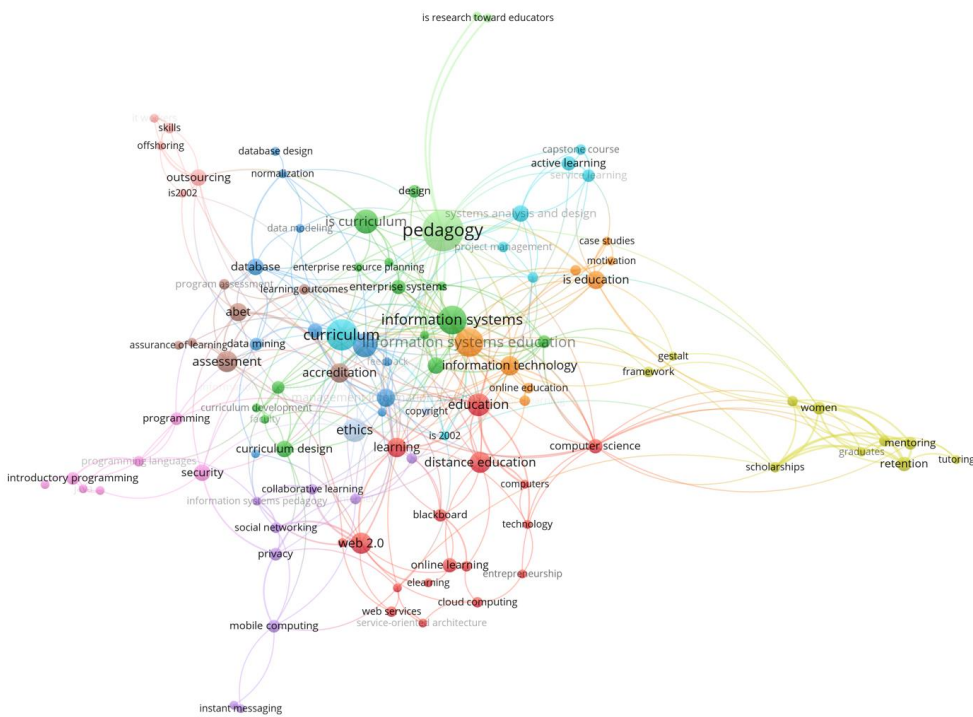 is research toward educators
skills
offshoring
database design
capstone course
active learning
outsourcing
normalization
service learning
is2002
design
systems analysis and design
is curriculum
pedagogy
data modeling
project management
case studies
motivation
database
enterprise resource planning
is education
program assessment
learning outcomes
enterprise systems
abet
information systems
curriculum
information systems education
assurance of learning
data mining
gestalt
assessment
feedback
information technology
accreditation
framework
online education
management
education
copyright
women
curriculum development
faculty
programming
ethics
is 2002
mentoring
curriculum design
learning
computer science
graduates
tutoring
programming languages
distance education
scholarships
retention
introductory programming
security
computers
collaborative learning
information systems pedagogy
blackboard
technology
social networking
web 2.0
privacy
online learning
entrepreneurship
elearning
cloud computing
web services
service-oriented architecture
mobile computing
instant messaging